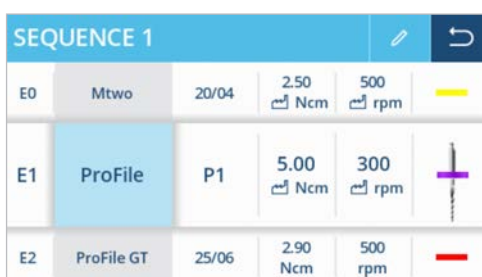 SEQUENCE 1
E0 Mtwo 20/04 2.50 Ncm 500 rpm
E1 ProFile P1 5.00 Ncm 300 rpm
E2 ProFile GT 25/06 2.90 Ncm 500 rpm